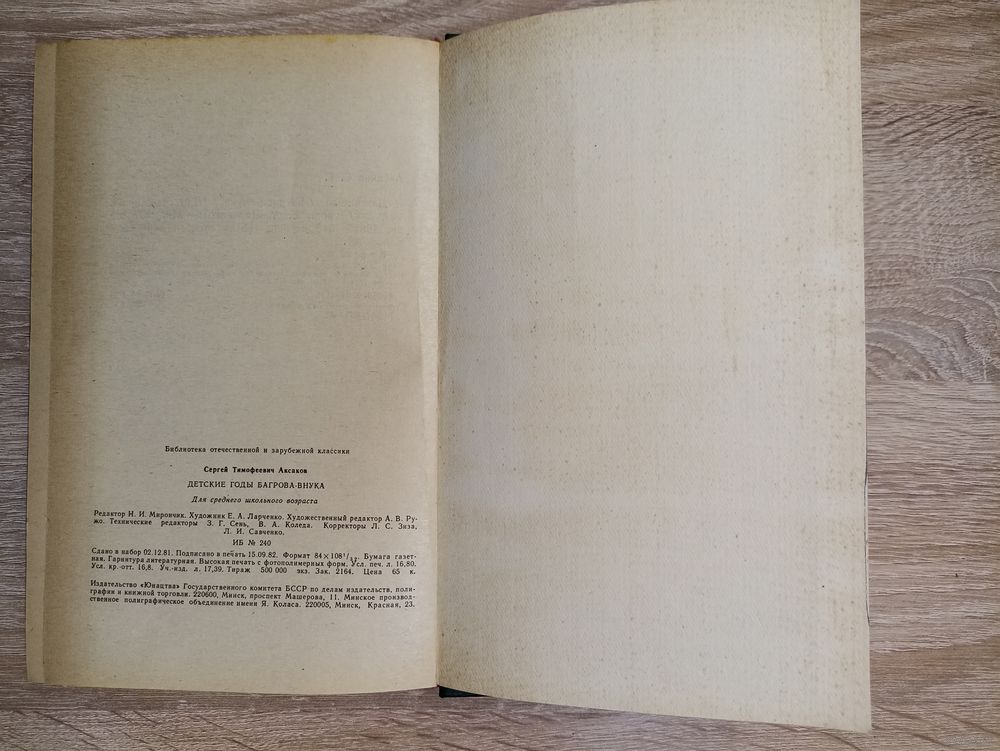 Библиотека отечественной и зарубежной классики
Сергей Тимофеевич Аксаков
ДЕТСКИЕ ГОДЫ БАГРОВА-ВНУКА
Для среднего школьного возраста
Редактор Н. И. Мирончик. Художник Е. А. Ларченко. Художественный редактор А. В. Ру-
жо. Технические редакторы З. Г. Сень, В. А. Коледа. Корректоры Л. С. Зиза,
Л. И. Савченко.
ИБ № 240
Сдано в набор 02.12.81. Подписано в печать 15.09.82. Формат 84×108¹/₃₂. Бумага газет-
ная. Гарнитура литературная. Высокая печать с фотополимерных форм. Усл. печ. л. 16,80.
Усл. кр.-отт. 16,8. Уч.-изд. л. 17,39. Тираж 500 000 экз. Зак. 2164. Цена 65 к.
Издательство «Юнацтва» Государственного комитета БССР по делам издательств, поли-
графии и книжной торговли. 220600, Минск, проспект Машерова, 11. Минское производ-
ственное полиграфическое объединение имени Я. Коласа. 220005, Минск, Красная, 23.